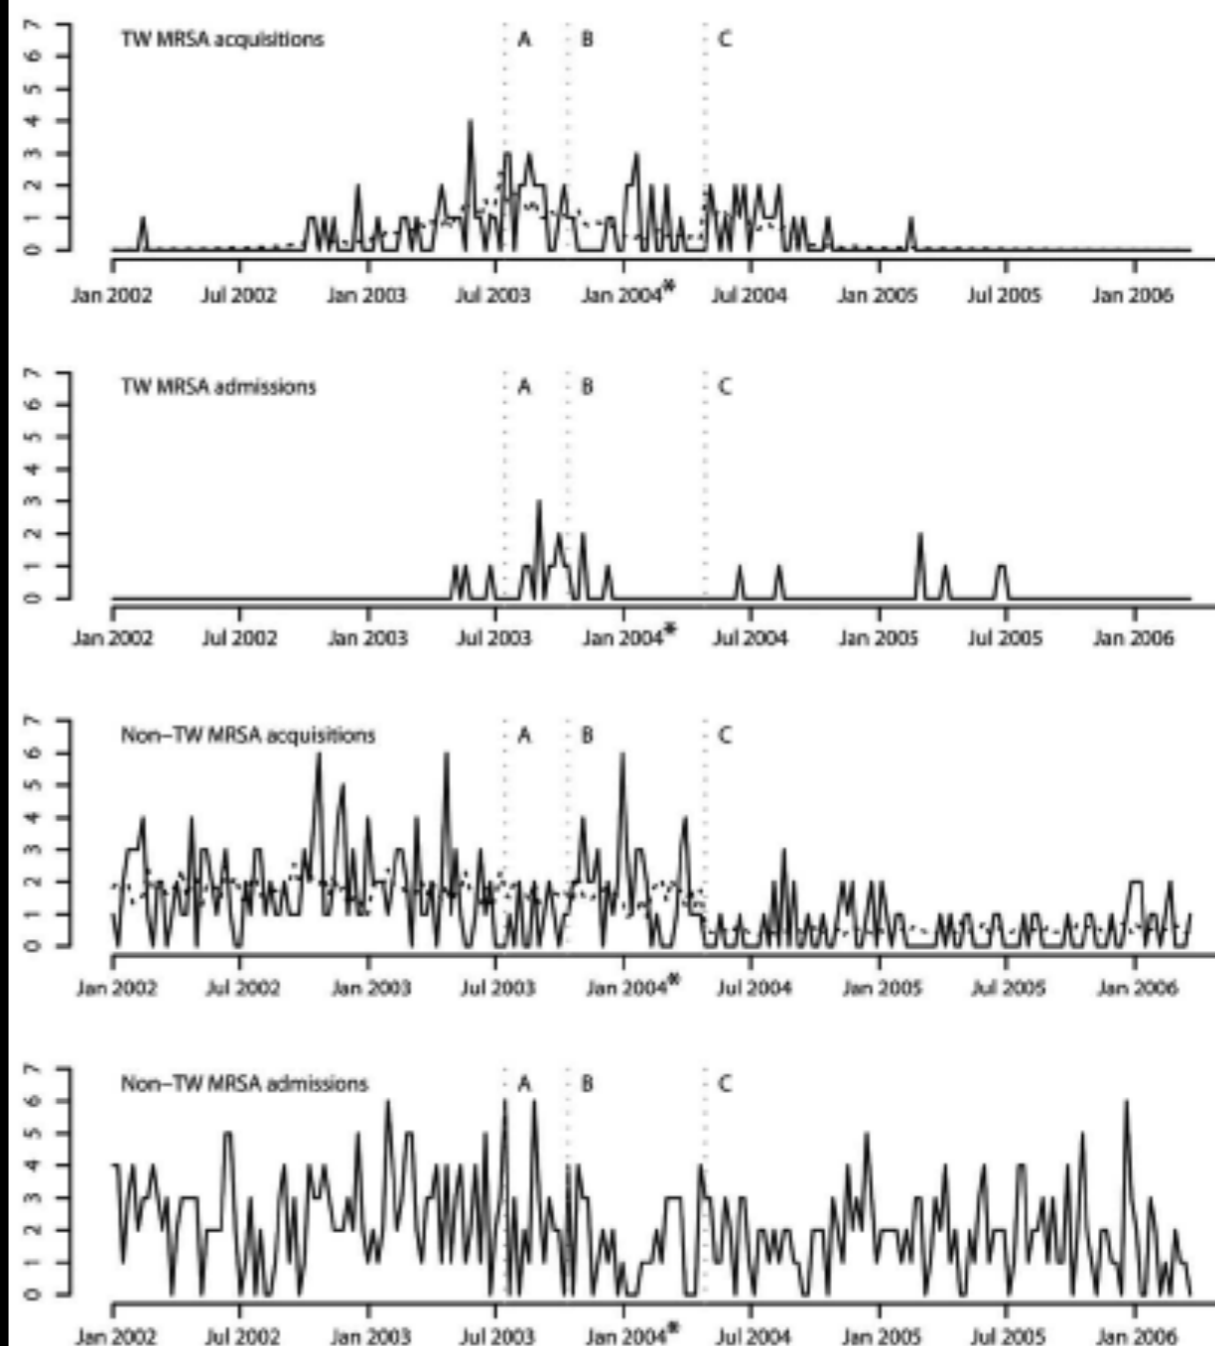 7 6 5 4 3 2 1 0
TW MRSA acquisitions A B C
Jan 2002 Jul 2002 Jan 2003 Jul 2003 Jan 2004* Jul 2004 Jan 2005 Jul 2005 Jan 2006
7 6 5 4 3 2 1 0
TW MRSA admissions A B C
Jan 2002 Jul 2002 Jan 2003 Jul 2003 Jan 2004* Jul 2004 Jan 2005 Jul 2005 Jan 2006
7 6 5 4 3 2 1 0
Non-TW MRSA acquisitions A B C
Jan 2002 Jul 2002 Jan 2003 Jul 2003 Jan 2004* Jul 2004 Jan 2005 Jul 2005 Jan 2006
7 6 5 4 3 2 1 0
Non-TW MRSA admissions A B C
Jan 2002 Jul 2002 Jan 2003 Jul 2003 Jan 2004* Jul 2004 Jan 2005 Jul 2005 Jan 2006